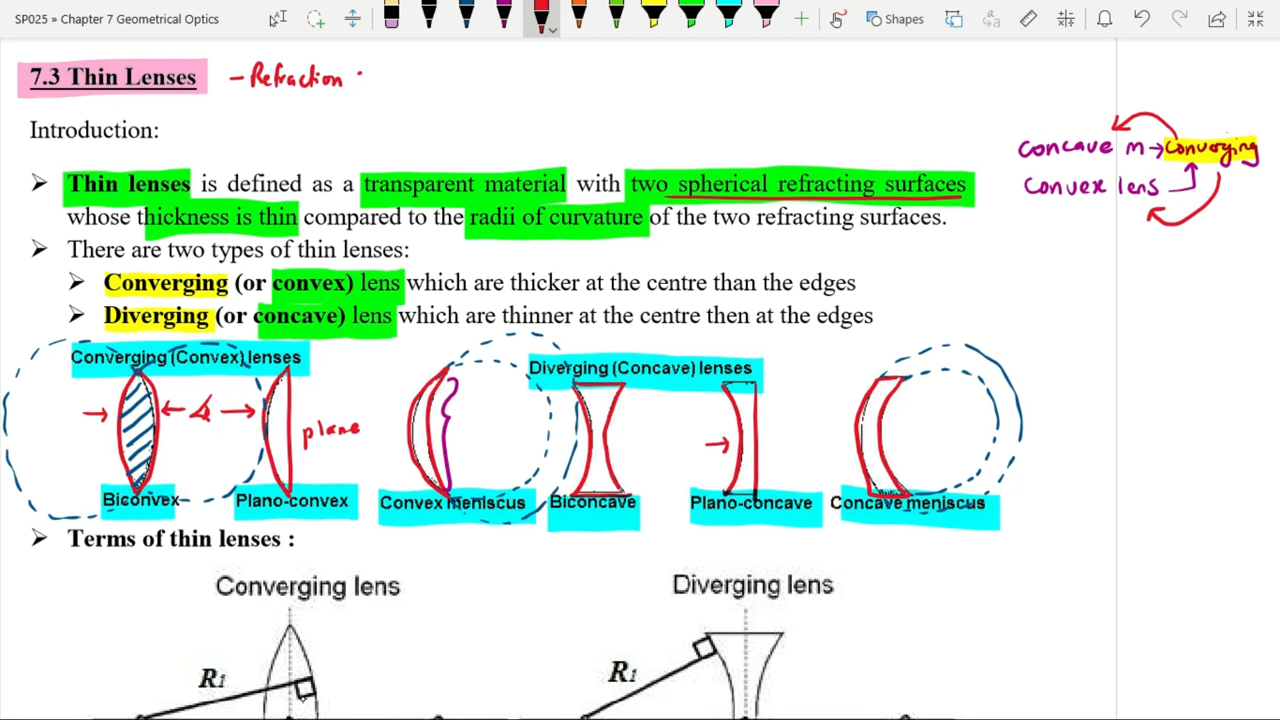 SP025 » Chapter 7 Geometrical Optics
Shapes
7.3 Thin Lenses - Refraction
Introduction:
concave m → converging
convex lens
➢ Thin lenses is defined as a transparent material with two spherical refracting surfaces
whose thickness is thin compared to the radii of curvature of the two refracting surfaces.
➢ There are two types of thin lenses:
➢ Converging (or convex) lens which are thicker at the centre than the edges
➢ Diverging (or concave) lens which are thinner at the centre then at the edges
Converging (Convex) lenses
Diverging (Concave) lenses
plane
Biconvex
Plano-convex
Convex meniscus
Biconcave
Plano-concave
Concave meniscus
➢ Terms of thin lenses :
Converging lens
Diverging lens
R1
R1